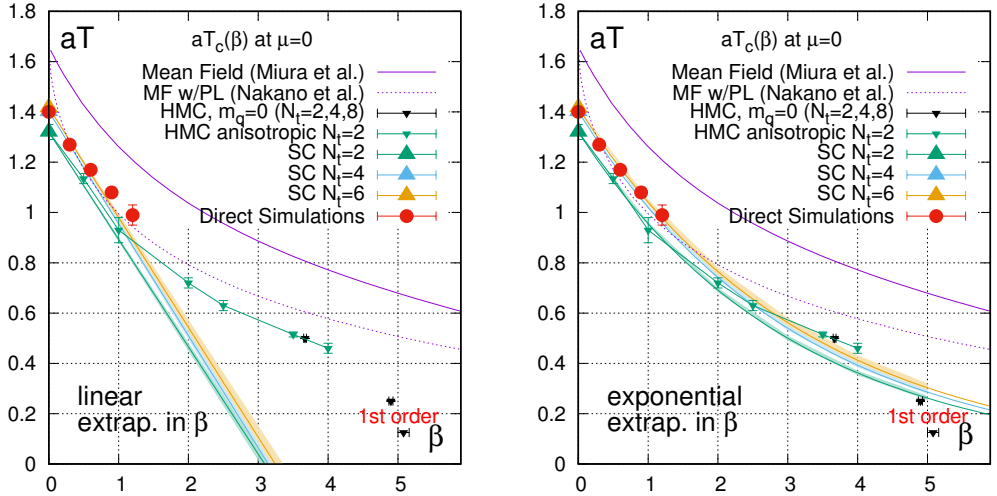 aT
aT_c(β) at μ=0
Mean Field (Miura et al.)
MF w/PL (Nakano et al.)
HMC, m_q=0 (N_t=2,4,8)
HMC anisotropic N_t=2
SC N_t=2
SC N_t=4
SC N_t=6
Direct Simulations
linear
extrap. in β
1st order
β
0
0.2
0.4
0.6
0.8
1
1.2
1.4
1.6
1.8
0 1 2 3 4 5
aT
aT_c(β) at μ=0
Mean Field (Miura et al.)
MF w/PL (Nakano et al.)
HMC, m_q=0 (N_t=2,4,8)
HMC anisotropic N_t=2
SC N_t=2
SC N_t=4
SC N_t=6
Direct Simulations
exponential
extrap. in β
1st order
β
0
0.2
0.4
0.6
0.8
1
1.2
1.4
1.6
1.8
0 1 2 3 4 5